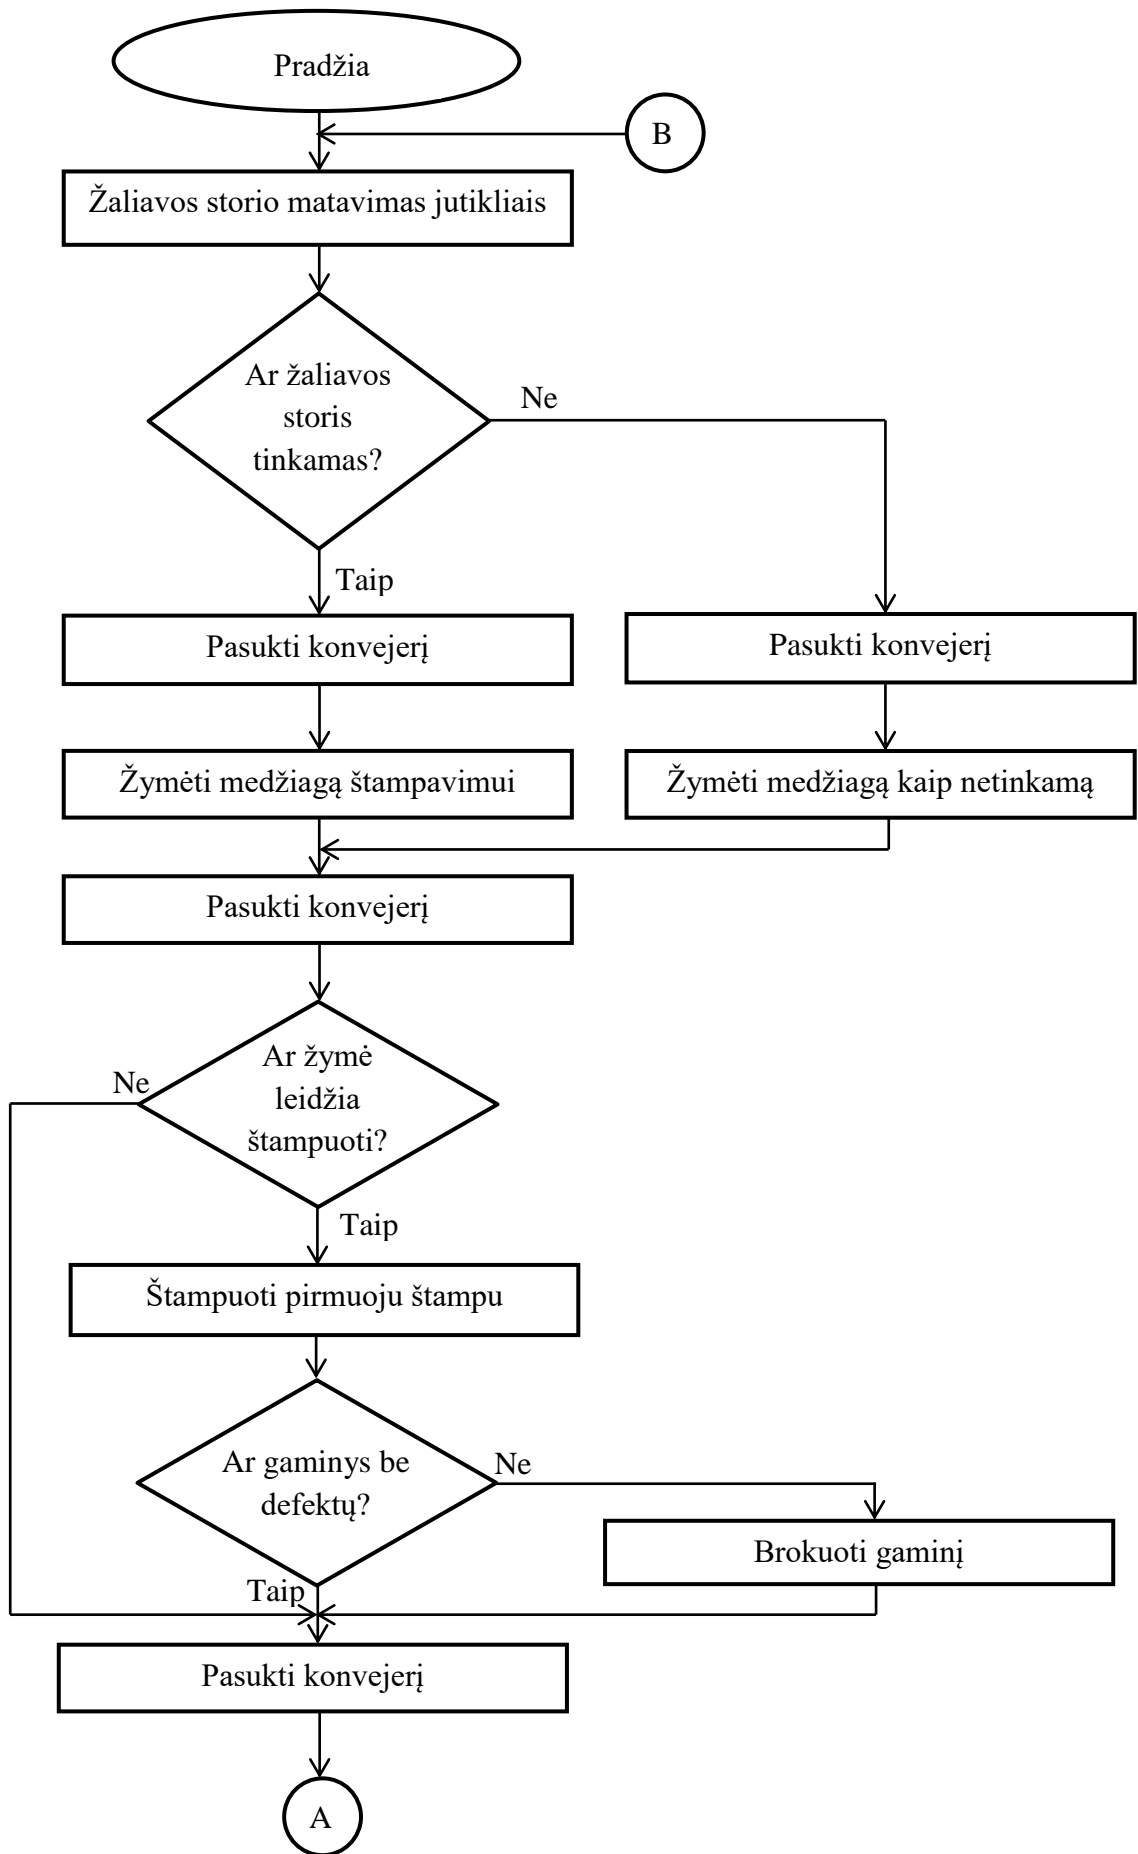 Pradžia
B
Žaliavos storio matavimas jutikliais
Ar žaliavos
storis
tinkamas?
Ne
Taip
Pasukti konvejerį
Pasukti konvejerį
Žymėti medžiagą štampavimui
Žymėti medžiagą kaip netinkamą
Pasukti konvejerį
Ar žymė
leidžia
štampuoti?
Ne
Taip
Štampuoti pirmuoju štampu
Ar gaminys be
defektų?
Ne
Brokuoti gaminį
Taip
Pasukti konvejerį
A